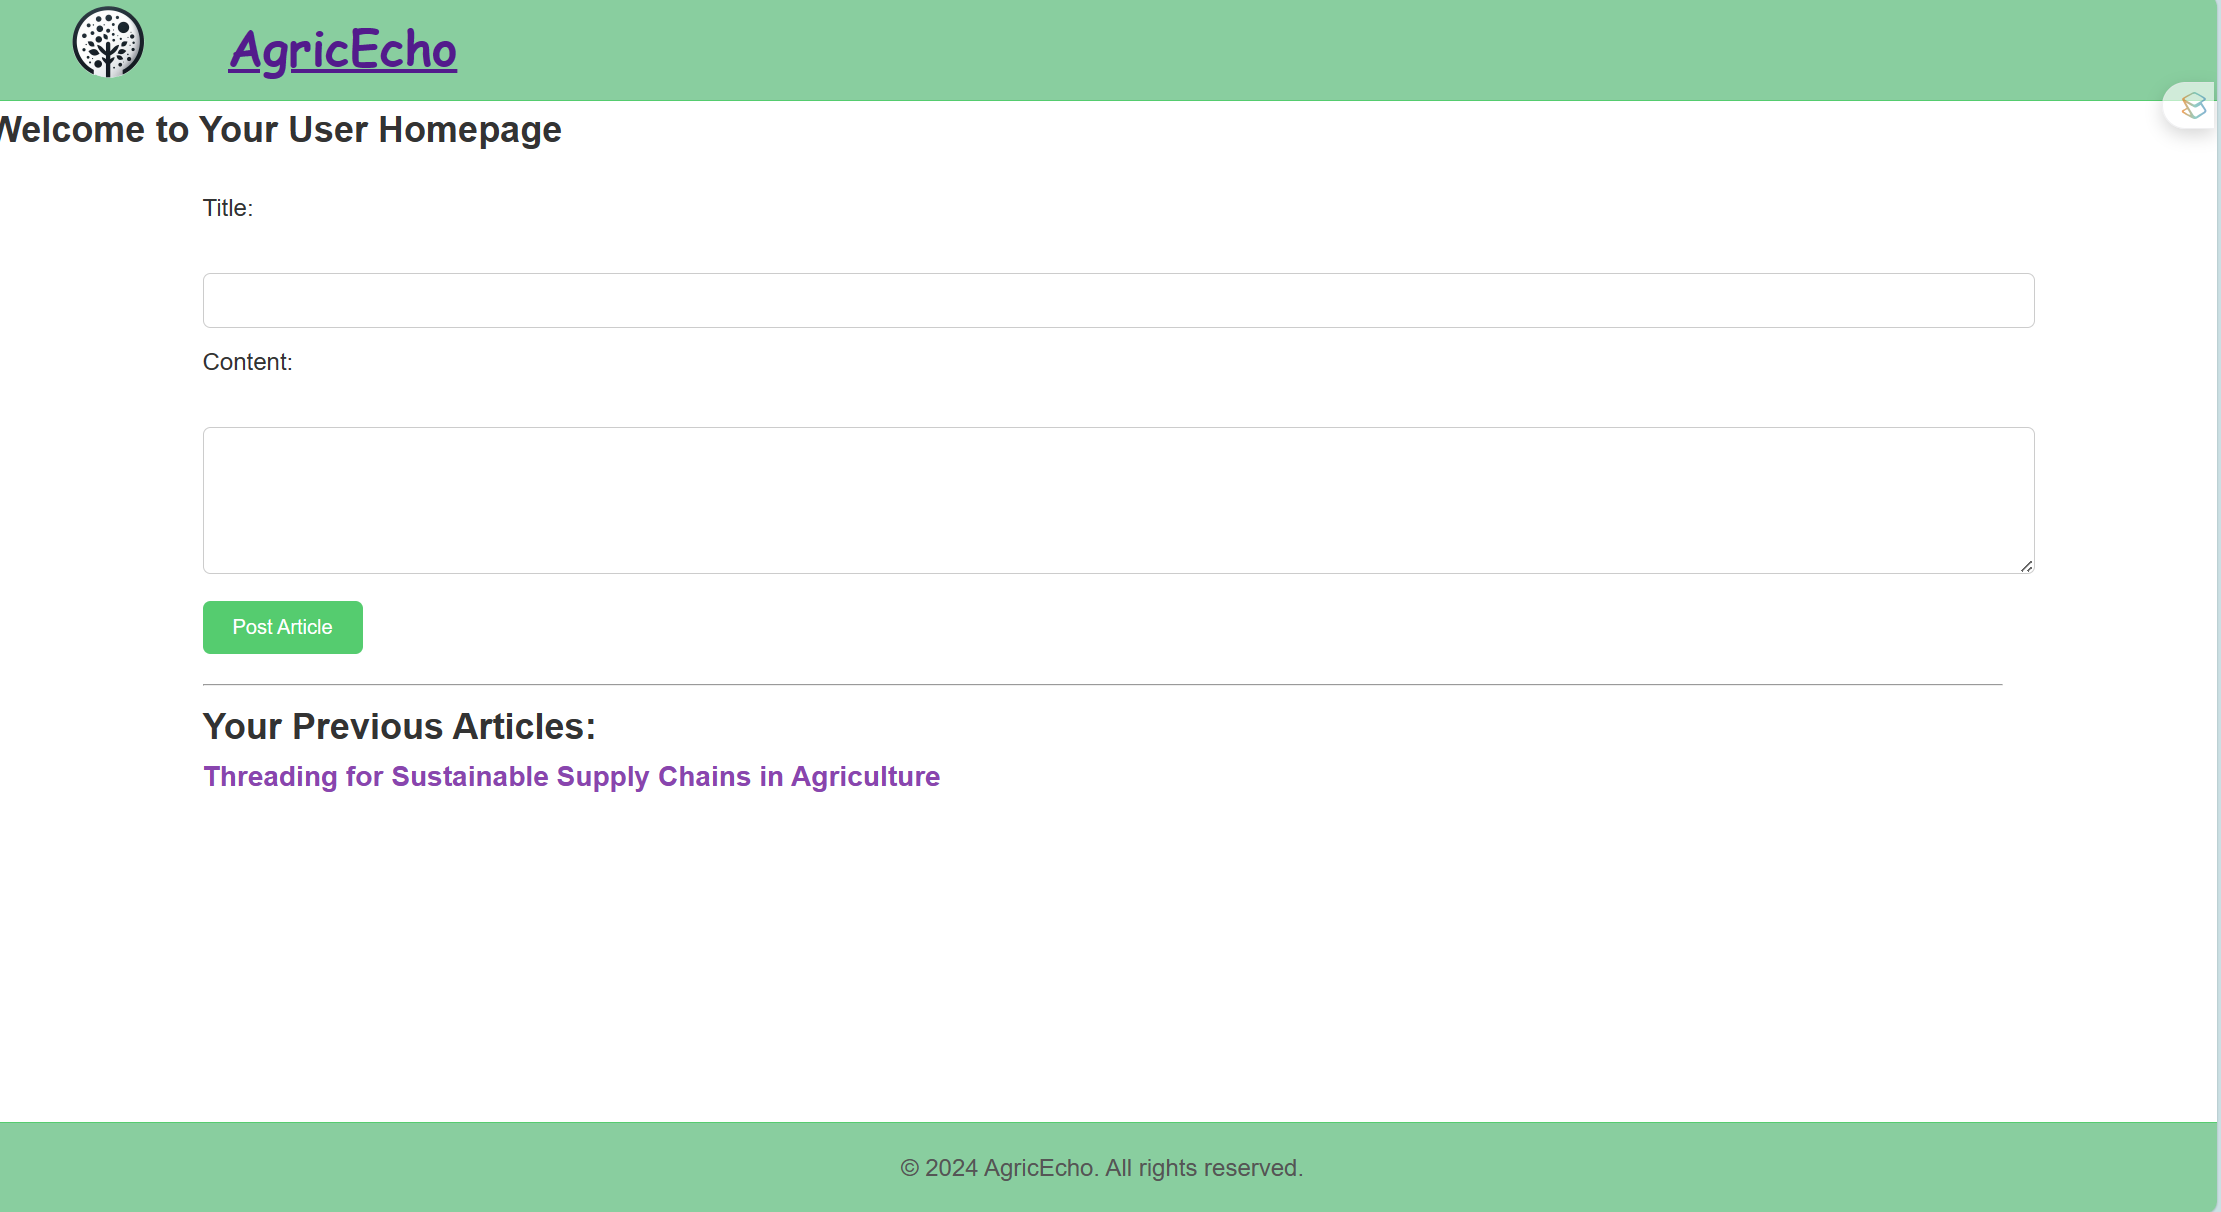 AgricEcho
Welcome to Your User Homepage
Title:
Content:
Post Article
Your Previous Articles:
Threading for Sustainable Supply Chains in Agriculture
© 2024 AgricEcho. All rights reserved.